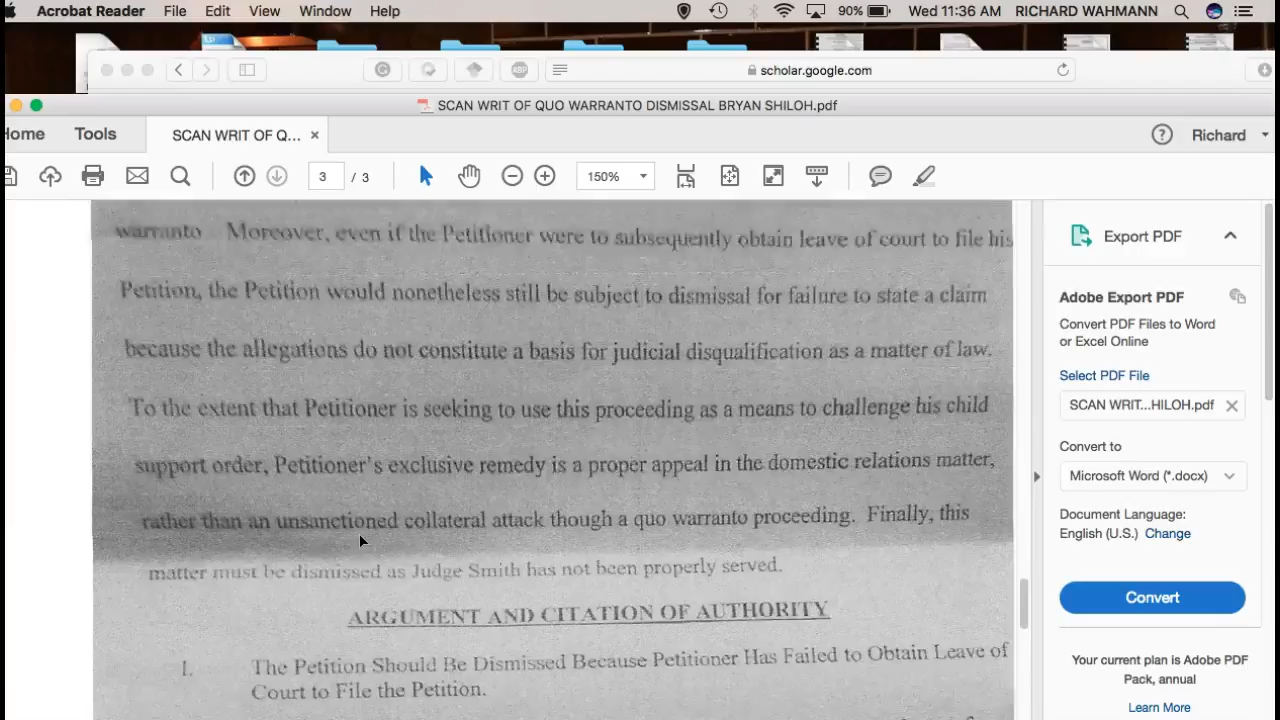 Acrobat Reader File Edit View Window Help 90% Wed 11:36 AM RICHARD WAHMANN
scholar.google.com
SCAN WRIT OF QUO WARRANTO DISMISSAL BRYAN SHILOH.pdf
Home Tools SCAN WRIT OF Q... × ? Richard
3 / 3 150%
warranto Moreover, even if the Petitioner were to subsequently obtain leave of court to file his
Petition, the Petition would nonetheless still be subject to dismissal for failure to state a claim
because the allegations do not constitute a basis for judicial disqualification as a matter of law.
To the extent that Petitioner is seeking to use this proceeding as a means to challenge his child
support order, Petitioner's exclusive remedy is a proper appeal in the domestic relations matter,
rather than an unsanctioned collateral attack though a quo warranto proceeding. Finally, this
matter must be dismissed as Judge Smith has not been properly served.
ARGUMENT AND CITATION OF AUTHORITY
I. The Petition Should Be Dismissed Because Petitioner Has Failed to Obtain Leave of
Court to File the Petition.
Export PDF
Adobe Export PDF
Convert PDF Files to Word
or Excel Online
Select PDF File
SCAN WRIT...HILOH.pdf
Convert to
Microsoft Word (*.docx)
Document Language:
English (U.S.) Change
Convert
Your current plan is Adobe PDF
Pack, annual
Learn More